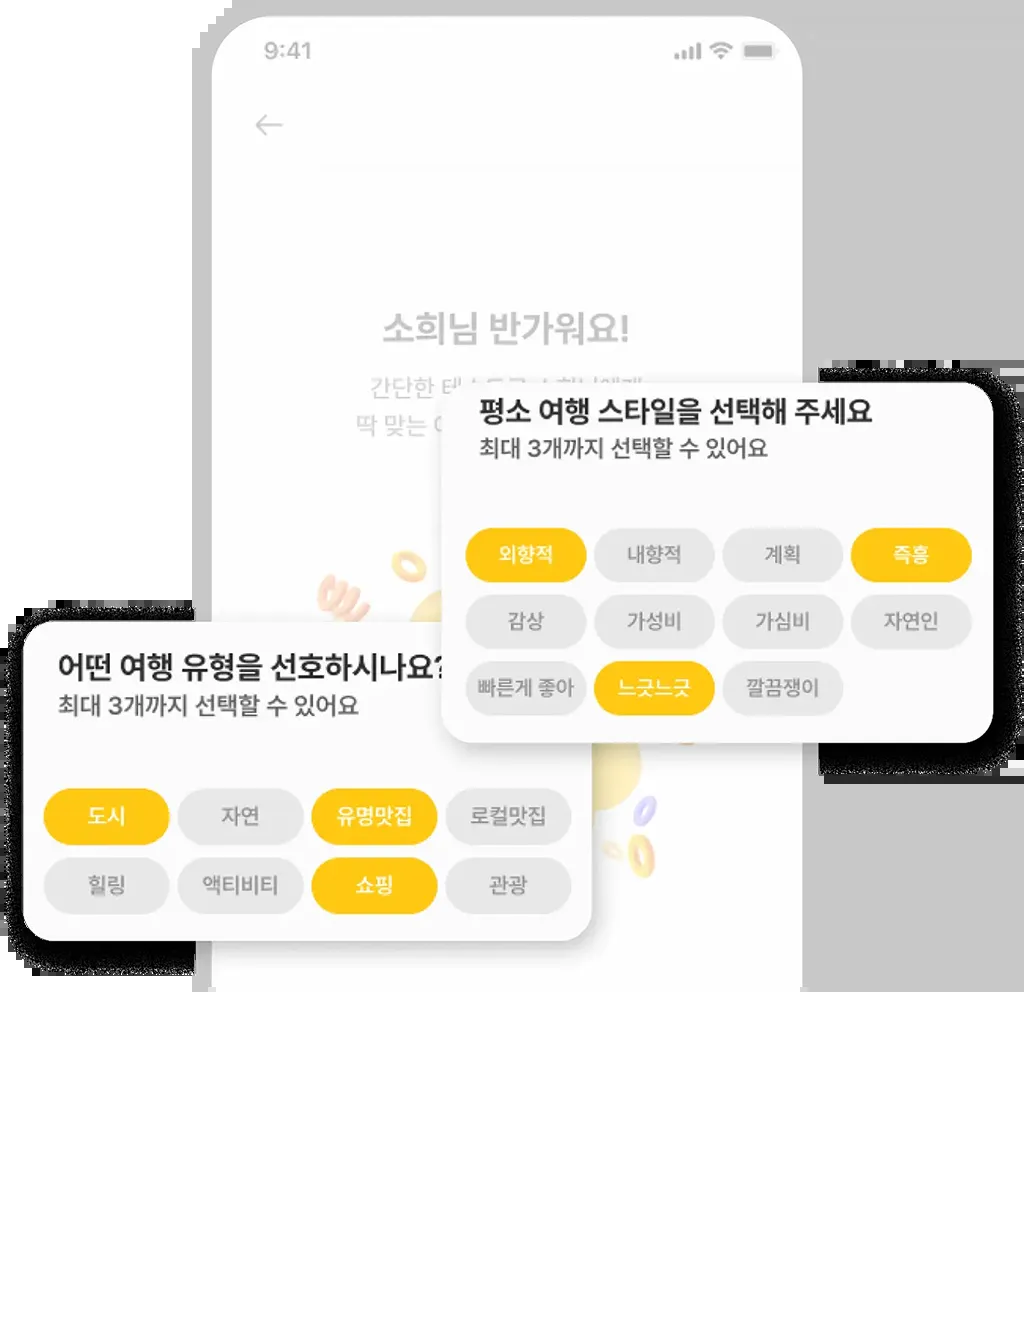 9:41
소희님 반가워요!
간단한
딱 맞는
평소 여행 스타일을 선택해 주세요
최대 3개까지 선택할 수 있어요
외향적 내향적 계획 즉흥
감상 가성비 가심비 자연인
빠른게 좋아 느긋느긋 깔끔쟁이
어떤 여행 유형을 선호하시나요?
최대 3개까지 선택할 수 있어요
도시 자연 유명맛집 로컬맛집
힐링 액티비티 쇼핑 관광